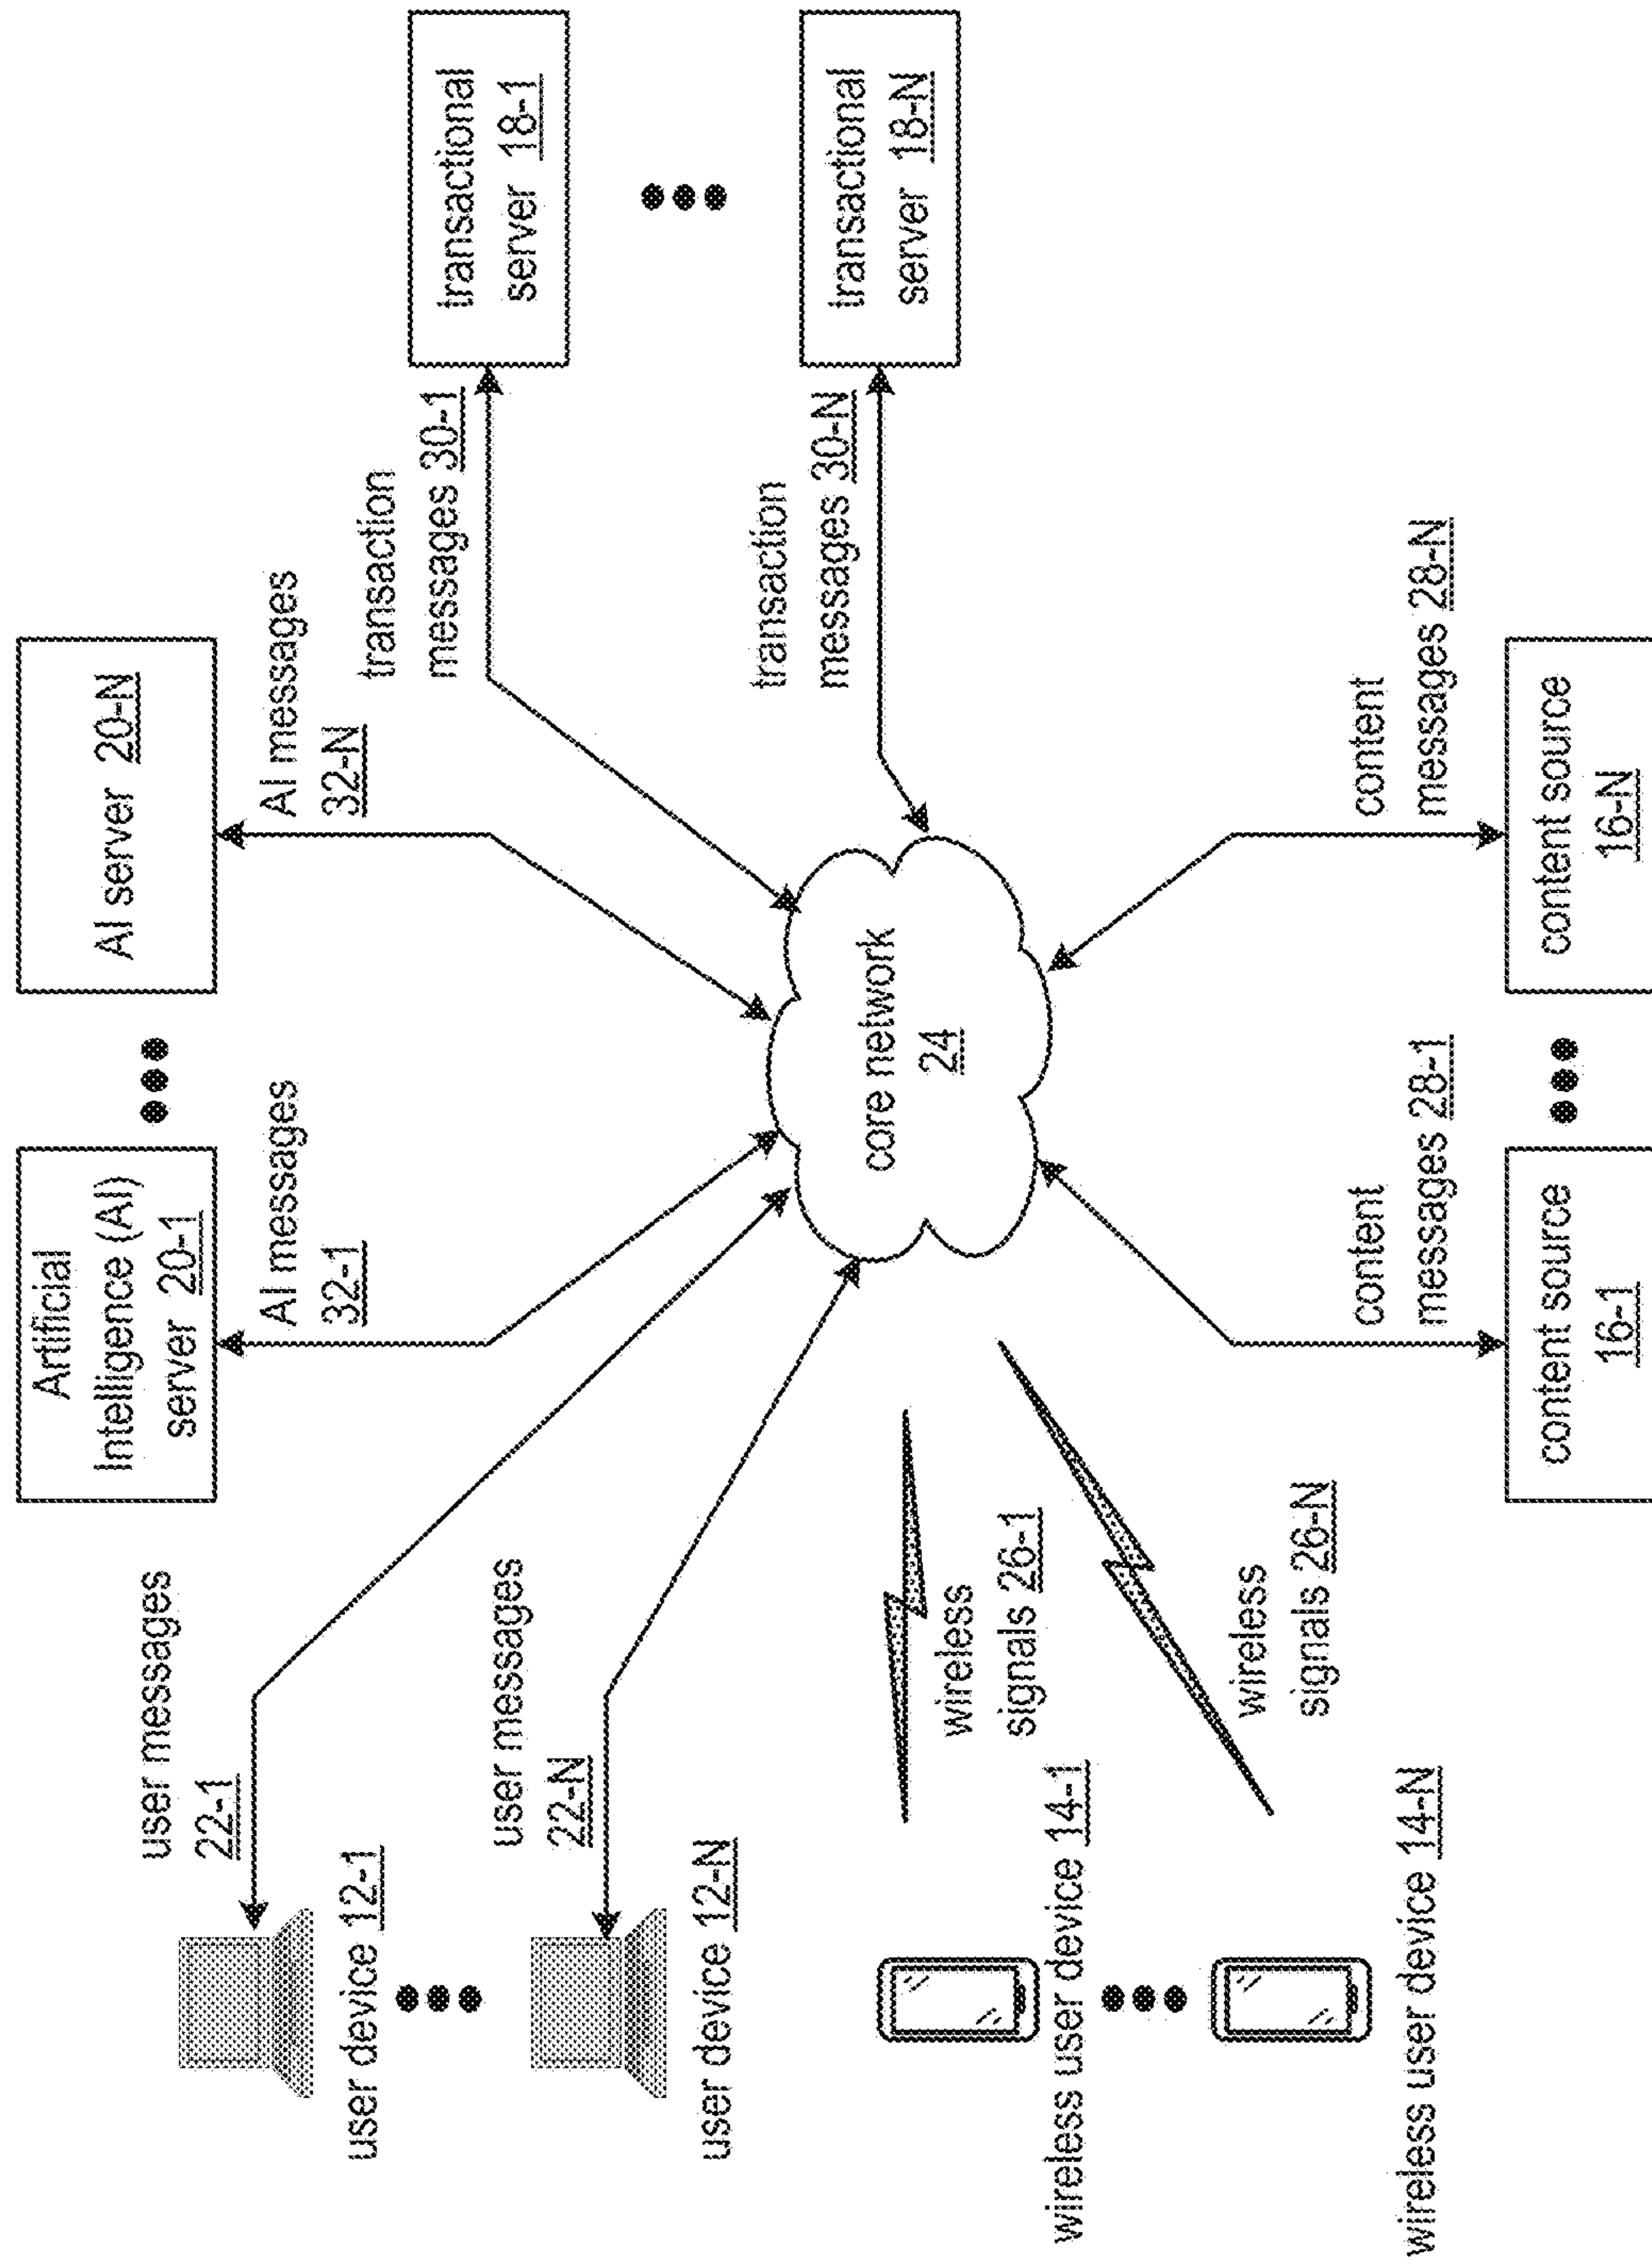 Artificial
Intelligence (AI)
server 20-1
AI server 20-N
user messages
22-1
AI messages
32-1
AI messages
32-N
user device 12-1
transaction
messages 30-1
transactional
server 18-1
user messages
22-N
user device 12-N
core network
24
transaction
messages 30-N
transactional
server 18-N
wireless
signals 26-1
wireless user device 14-1
wireless
signals 26-N
wireless user device 14-N
content
messages 28-1
content
messages 28-N
content source
16-1
content source
16-N